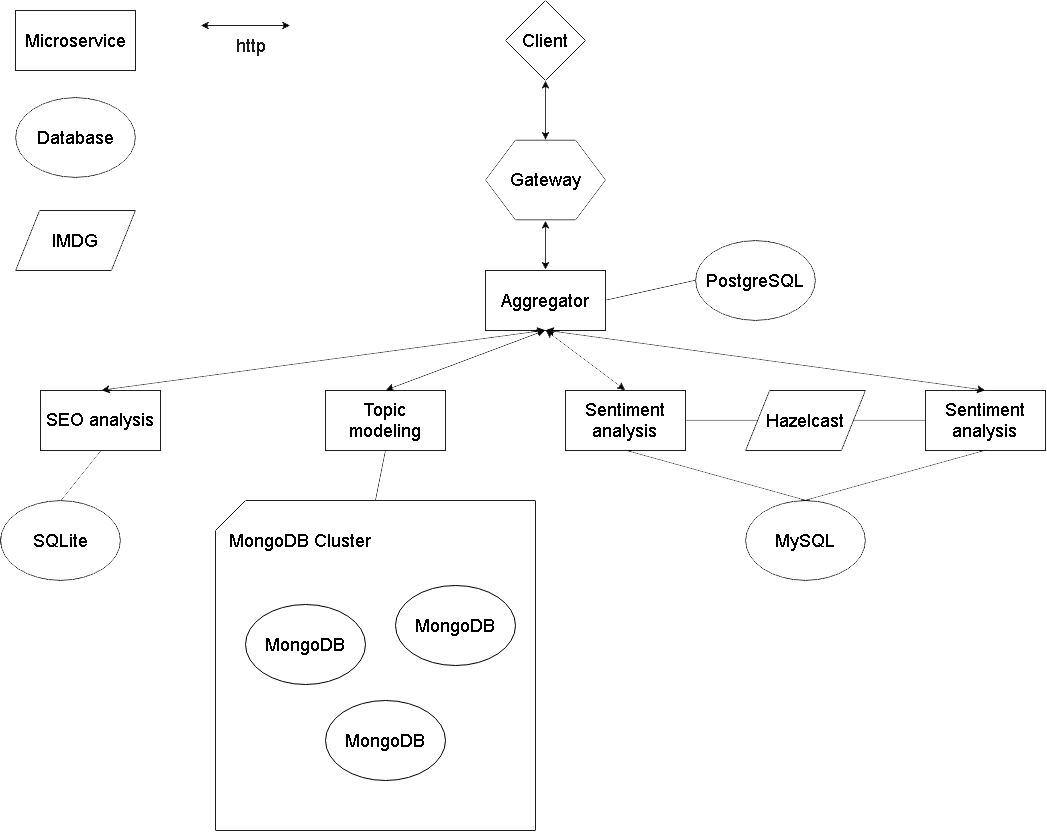 Microservice
http
Client
Database
Gateway
IMDG
Aggregator
PostgreSQL
SEO analysis
Topic
modeling
Sentiment
analysis
Hazelcast
Sentiment
analysis
SQLite
MongoDB Cluster
MySQL
MongoDB
MongoDB
MongoDB